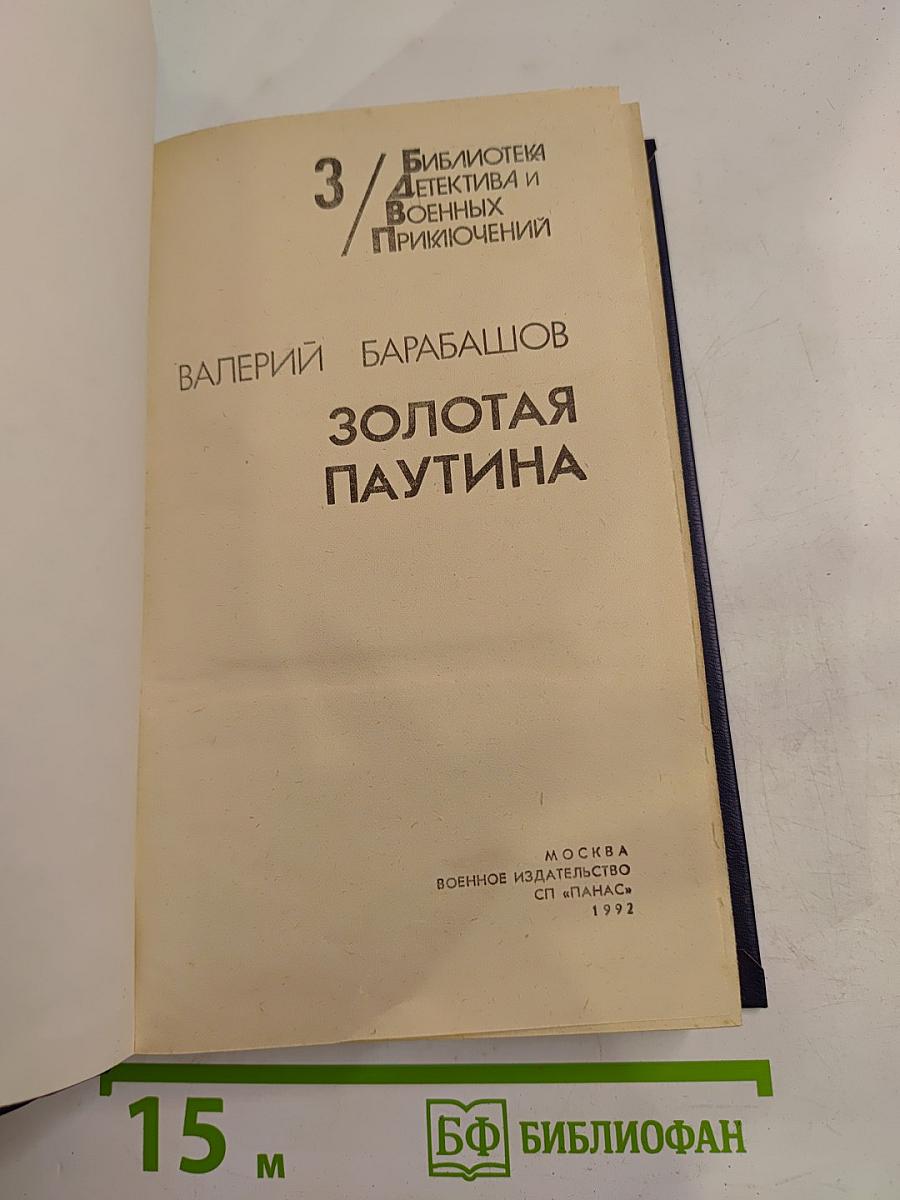 3 / БИБЛИОТЕКА
ДЕТЕКТИВА И
ВОЕННЫХ
ПРИКЛЮЧЕНИЙ
ВАЛЕРИЙ БАРАБАШОВ
ЗОЛОТАЯ
ПАУТИНА
МОСКВА
ВОЕННОЕ ИЗДАТЕЛЬСТВО
СП «ПАНАС»
1992
15 м
БФ БИБЛИОФАН